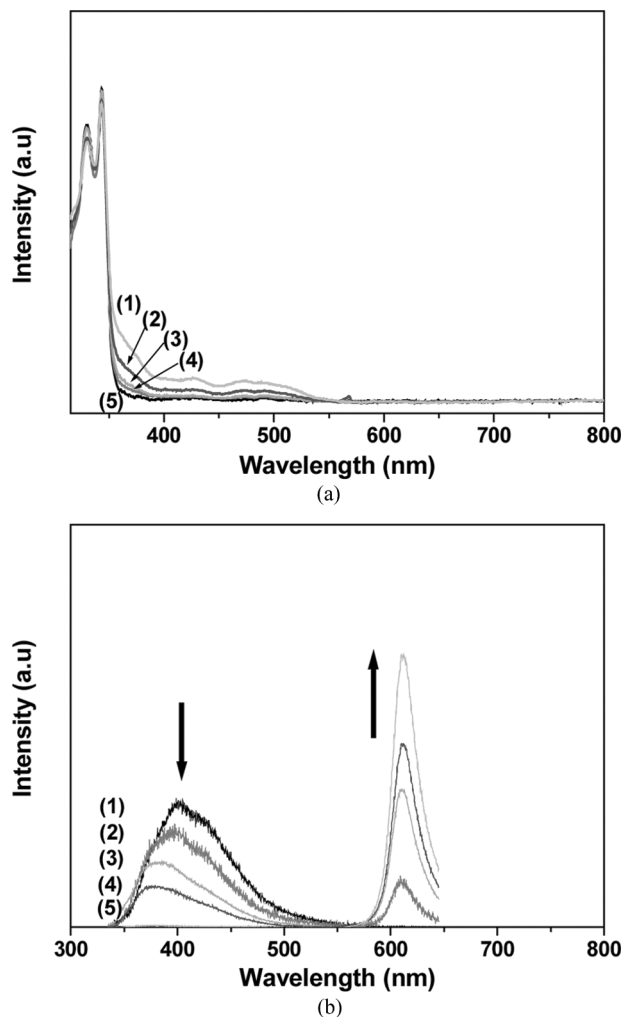 Intensity (a.u)
(1)
(2)
(3)
(4)
(5)
400 500 600 700 800
Wavelength (nm)
(a)
Intensity (a.u)
(1)
(2)
(3)
(4)
(5)
300 400 500 600 700 800
Wavelength (nm)
(b)